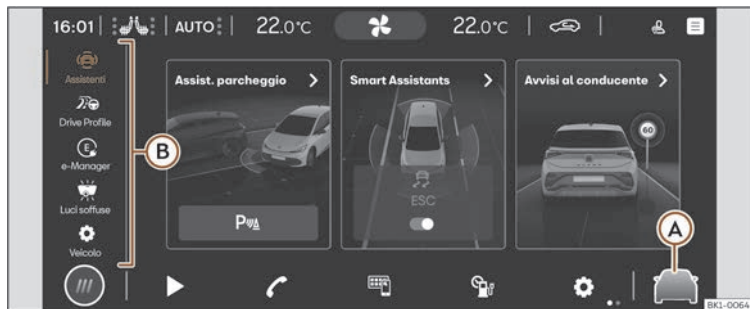 16:01 AUTO 22.0°C 22.0°C
Assistenti
Drive Profile
E
e-Manager
Luci soffuse
Veicolo
B
Assist. parcheggio
P
Smart Assistants
ESC
Avvisi al conducente
60
A
BK1-0064